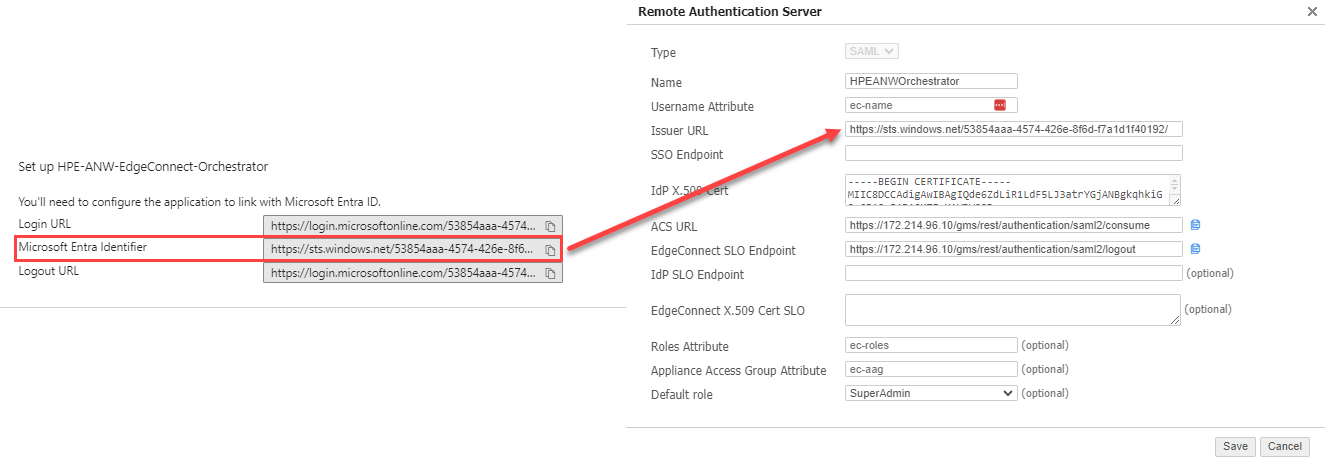 Set up HPE-ANW-EdgeConnect-Orchestrator
You'll need to configure the application to link with Microsoft Entra ID.
Login URL https://login.microsoftonline.com/53854aaa-4574...
Microsoft Entra Identifier https://sts.windows.net/53854aaa-4574-426e-8f6...
Logout URL https://login.microsoftonline.com/53854aaa-4574...
Remote Authentication Server
Type SAML
Name HPEANWOrchestrator
Username Attribute ec-name
Issuer URL https://sts.windows.net/53854aaa-4574-426e-8f6d-f7a1d1f40192/
SSO Endpoint
IdP X.509 Cert -----BEGIN CERTIFICATE-----
MIIC8DCCAdigAwIBAgIQde6ZdLiR1LdF5LJ3atrYGjANBgkqhkiG
ACS URL https://172.214.96.10/gms/rest/authentication/saml2/consume
EdgeConnect SLO Endpoint https://172.214.96.10/gms/rest/authentication/saml2/logout
IdP SLO Endpoint (optional)
EdgeConnect X.509 Cert SLO (optional)
Roles Attribute ec-roles (optional)
Appliance Access Group Attribute ec-aag (optional)
Default role SuperAdmin (optional)
Save Cancel